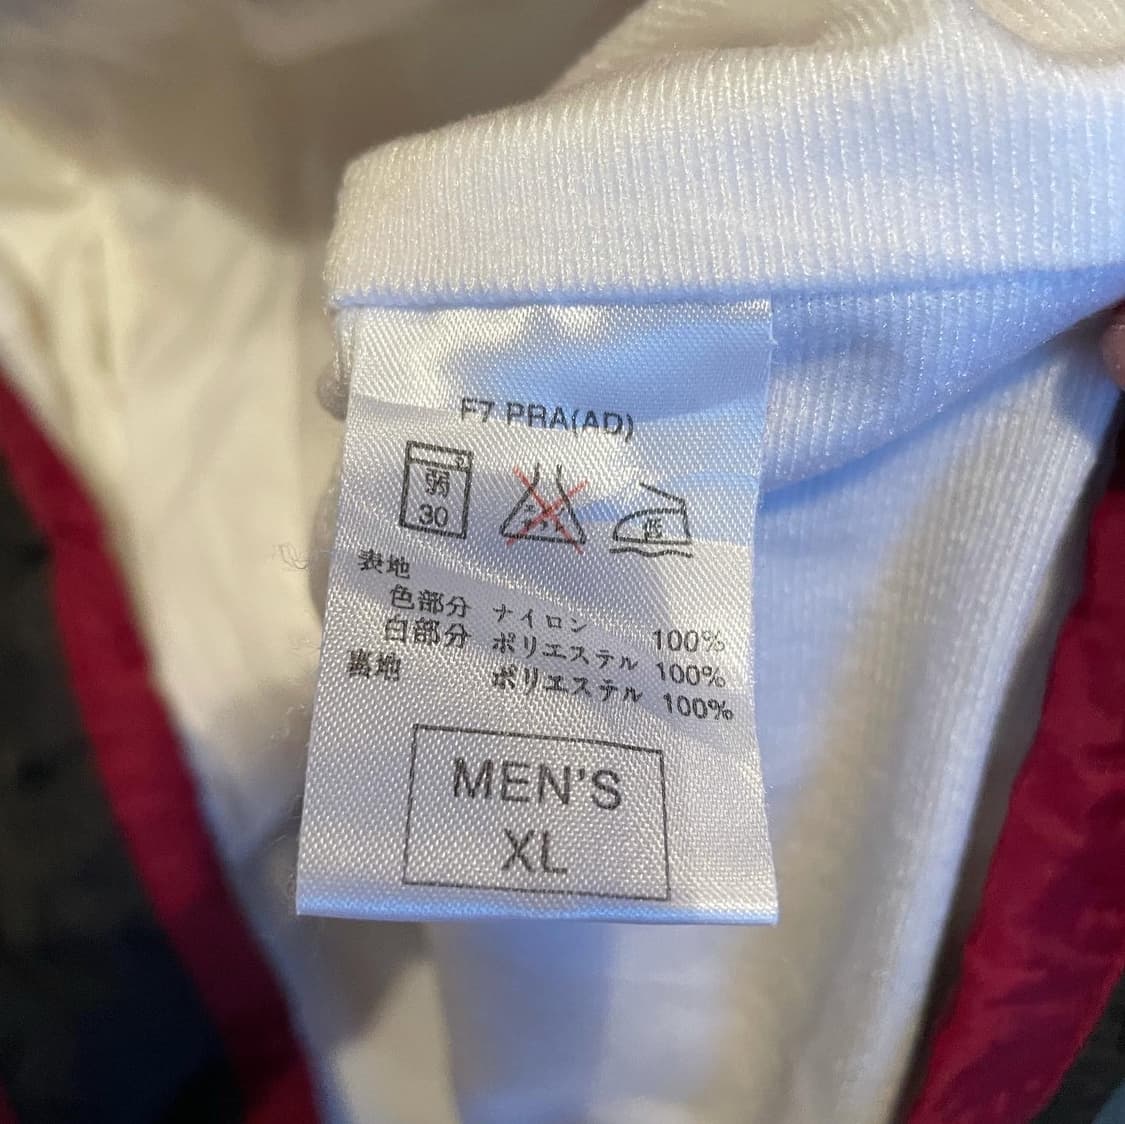 F7 PRA(AD)
弱
30
低
表地
色部分 ナイロン 100%
白部分 ポリエステル 100%
裏地 ポリエステル 100%
MEN'S
XL